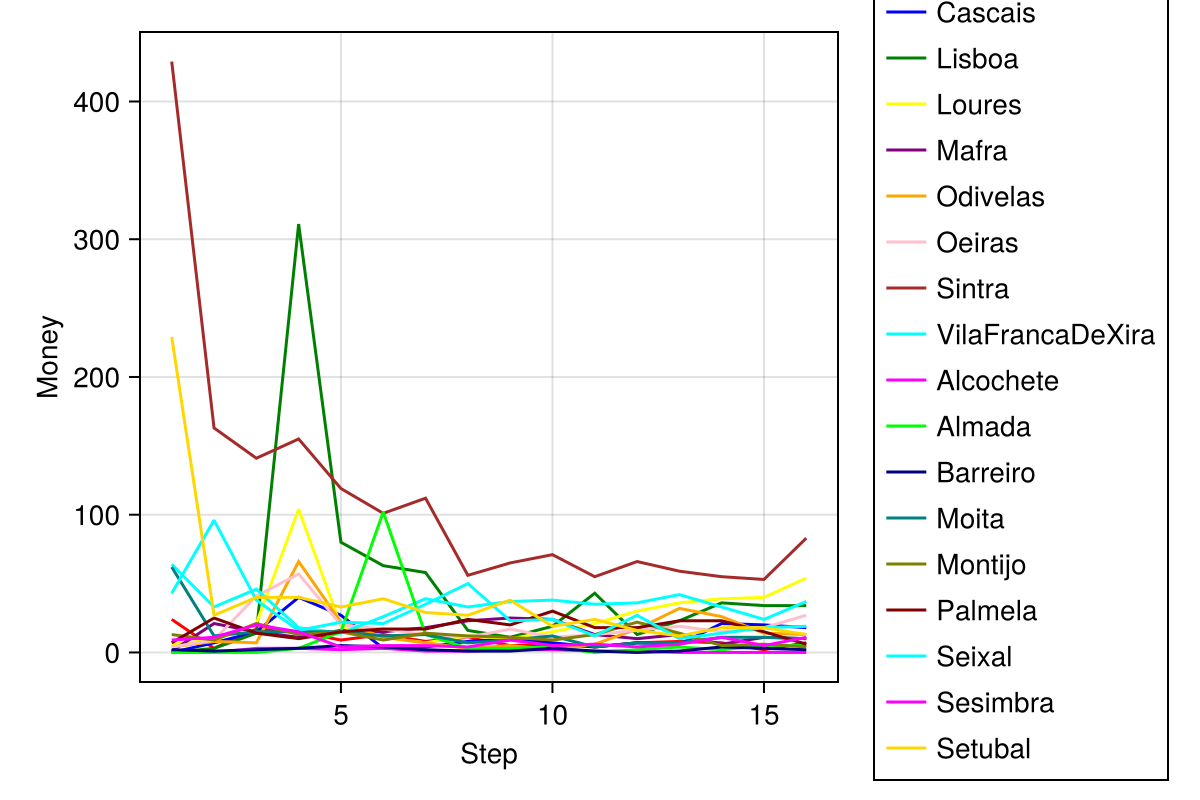 400
300
200
100
0
5 10 15
Step
Money
Cascais
Lisboa
Loures
Mafra
Odivelas
Oeiras
Sintra
VilaFrancaDeXira
Alcochete
Almada
Barreiro
Moita
Montijo
Palmela
Seixal
Sesimbra
Setubal